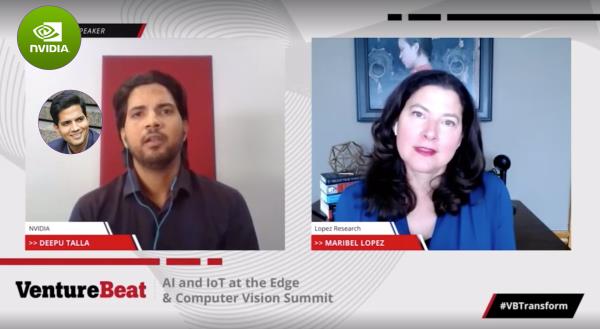 NVIDIA
SPEAKER
NVIDIA
>> DEEPU TALLA
Lopez Research
>> MARIBEL LOPEZ
VentureBeat
AI and IoT at the Edge
& Computer Vision Summit
#VBTransform